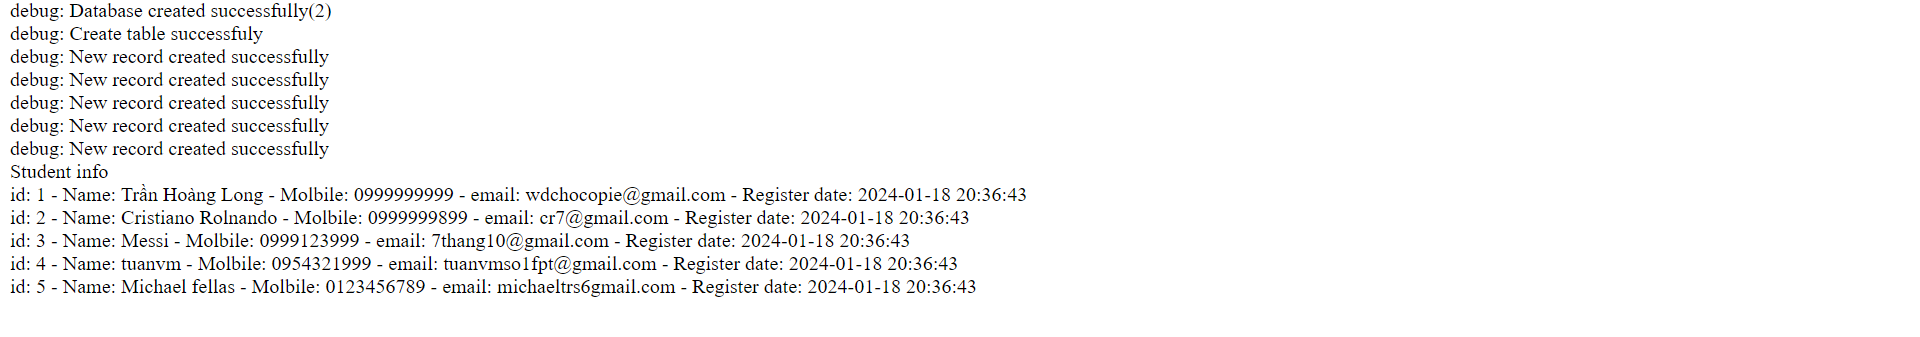 debug: Database created successfully(2)
debug: Create table successfuly
debug: New record created successfully
debug: New record created successfully
debug: New record created successfully
debug: New record created successfully
debug: New record created successfully
Student info
id: 1 - Name: Trần Hoàng Long - Molbile: 0999999999 - email: wdchocopie@gmail.com - Register date: 2024-01-18 20:36:43
id: 2 - Name: Cristiano Rolnando - Molbile: 0999999899 - email: cr7@gmail.com - Register date: 2024-01-18 20:36:43
id: 3 - Name: Messi - Molbile: 0999123999 - email: 7thang10@gmail.com - Register date: 2024-01-18 20:36:43
id: 4 - Name: tuanvm - Molbile: 0954321999 - email: tuanvmso1fpt@gmail.com - Register date: 2024-01-18 20:36:43
id: 5 - Name: Michael fellas - Molbile: 0123456789 - email: michaeltrs6gmail.com - Register date: 2024-01-18 20:36:43